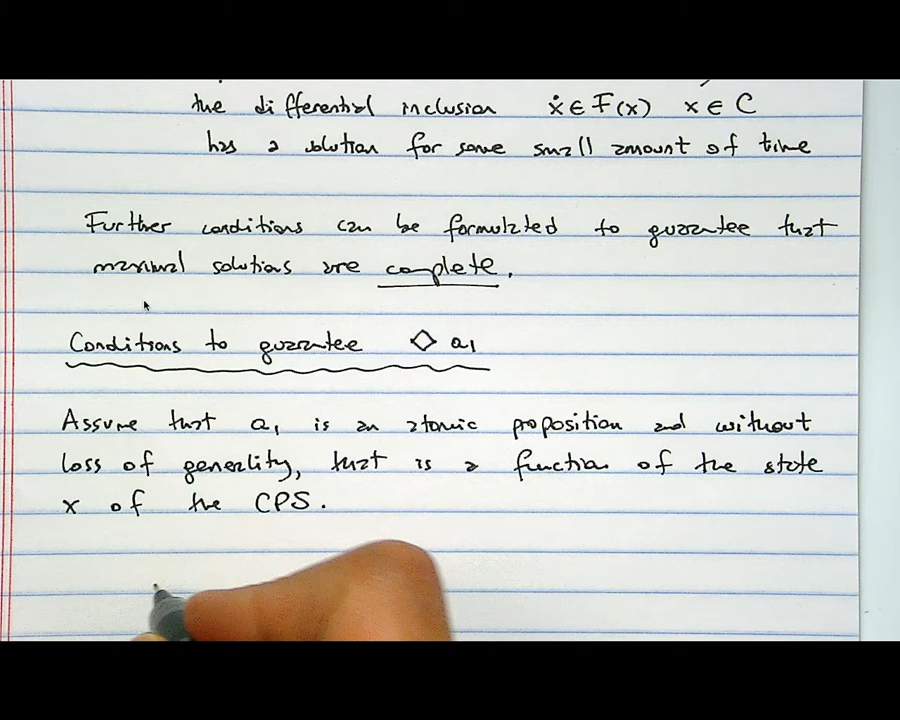 the differential inclusion ẋ ∈ F(x) x ∈ C
has a solution for some small amount of time
Further conditions can be formulated to guarantee that
maximal solutions are complete.
Conditions to guarantee ◇ a₁
Assume that a₁ is an atomic proposition and without
loss of generality, that is a function of the state
x of the CPS.